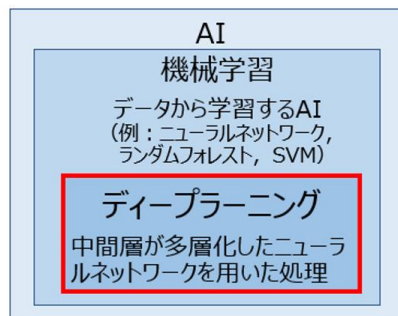 AI
機械学習
データから学習するAI
(例：ニューラルネットワーク,
ランダムフォレスト, SVM)
ディープラーニング
中間層が多層化したニューラ
ルネットワークを用いた処理